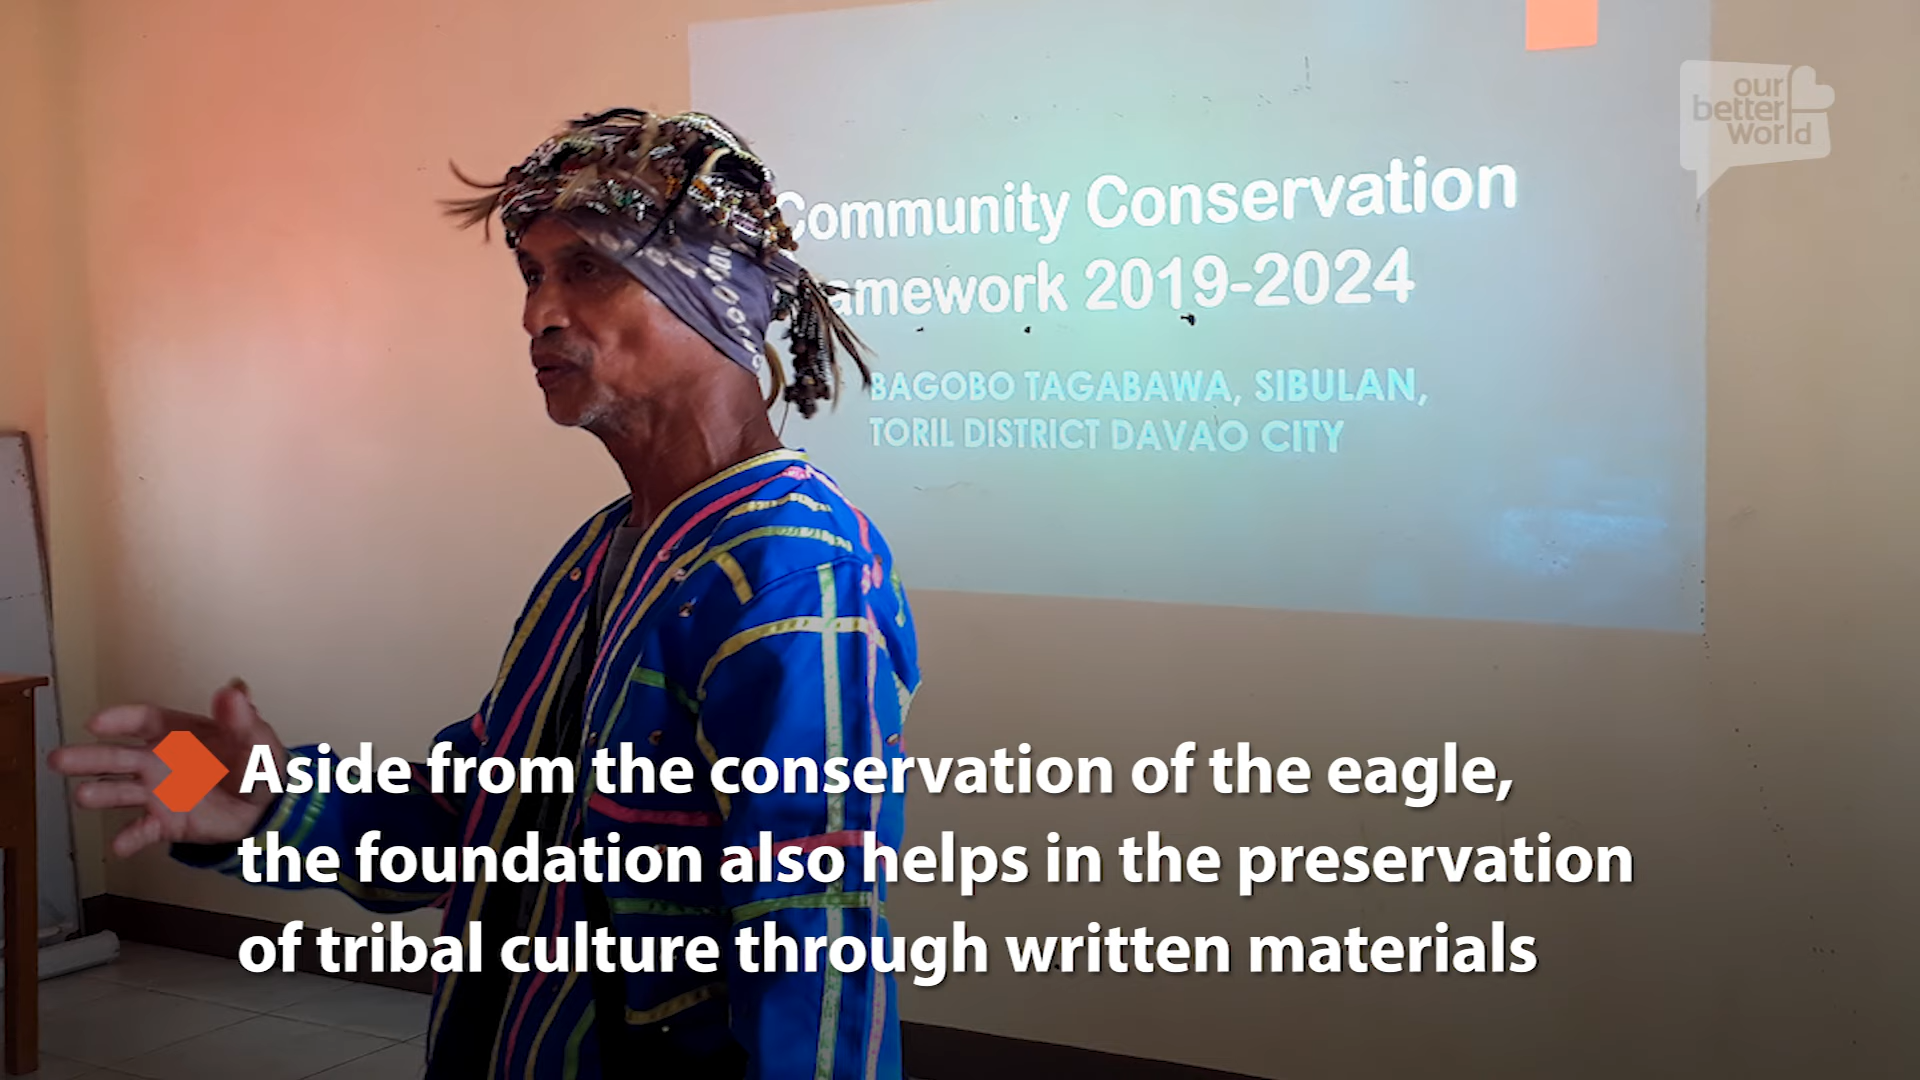 our
better
world
Community Conservation
amework 2019-2024
BAGOBO TAGABAWA, SIBULAN,
TORIL DISTRICT DAVAO CITY
Aside from the conservation of the eagle,
the foundation also helps in the preservation
of tribal culture through written materials